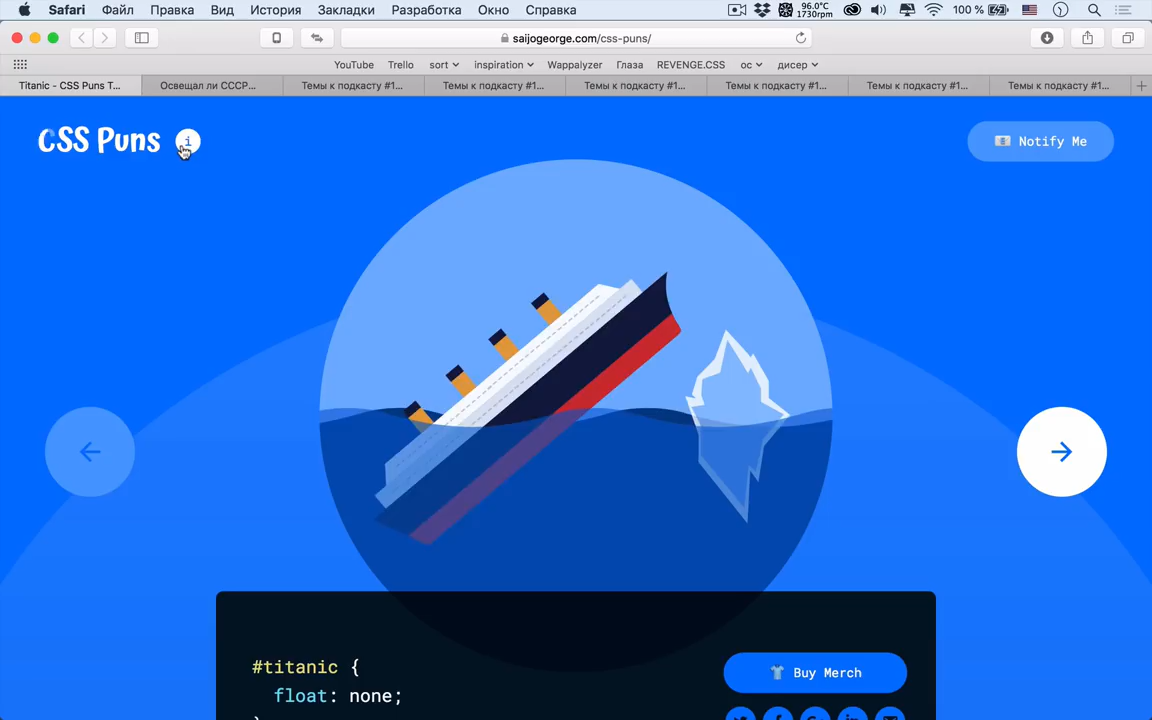 Safari Файл Правка Вид История Закладки Разработка Окно Справка 96.0°C 1730rpm 100 %
saijogeorge.com/css-puns/
YouTube Trello sort inspiration Wappalyzer Глаза REVENGE.CSS ос дисер
Titanic - CSS Puns T... Освещал ли СССР... Темы к подкасту #1... Темы к подкасту #1... Темы к подкасту #1... Темы к подкасту #1... Темы к подкасту #1... Темы к подкасту #1...
CSS Puns i Notify Me
#titanic {
float: none;
}
Buy Merch